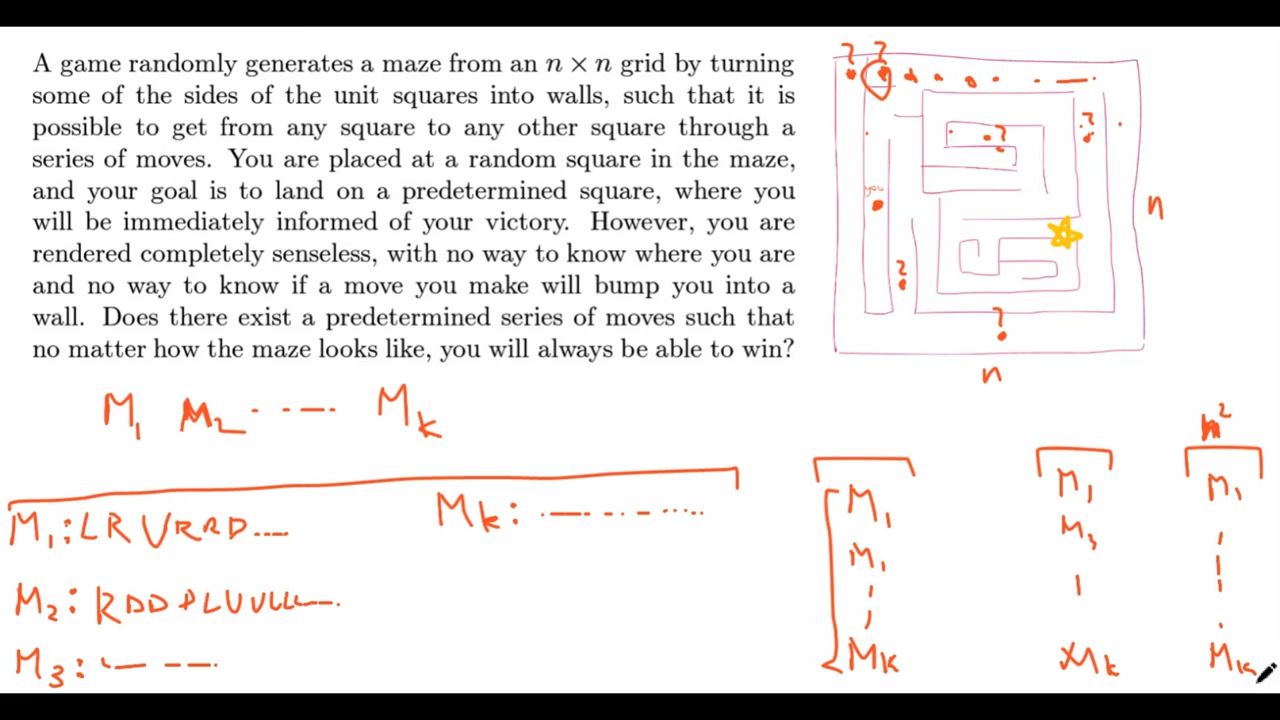 A game randomly generates a maze from an n × n grid by turning
some of the sides of the unit squares into walls, such that it is
possible to get from any square to any other square through a
series of moves. You are placed at a random square in the maze,
and your goal is to land on a predetermined square, where you
will be immediately informed of your victory. However, you are
rendered completely senseless, with no way to know where you are
and no way to know if a move you make will bump you into a
wall. Does there exist a predetermined series of moves such that
no matter how the maze looks like, you will always be able to win?
? ?
?
?
you
n
?
?
n
M₁ M₂ ..... Mₖ
n²
M₁: L R U R R D ....
Mₖ: ...........
M₂: R D D D L U U L L ....
M₃:
M₁ M₁ M₁
M₁ M₃
Mₖ Mₖ Mₖ